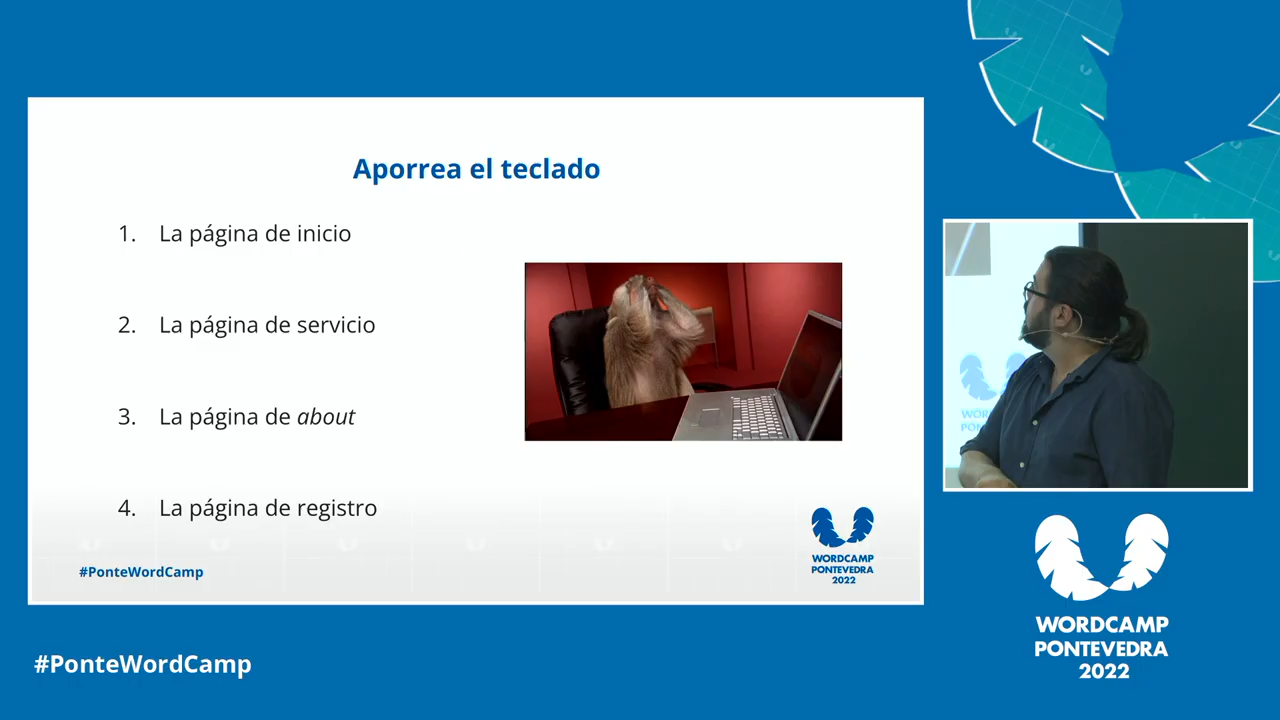 Aporrea el teclado
1. La página de inicio
2. La página de servicio
3. La página de about
4. La página de registro
#PonteWordCamp
WORDCAMP
PONTEVEDRA
2022
#PonteWordCamp
WORDCAMP
PONTEVEDRA
2022